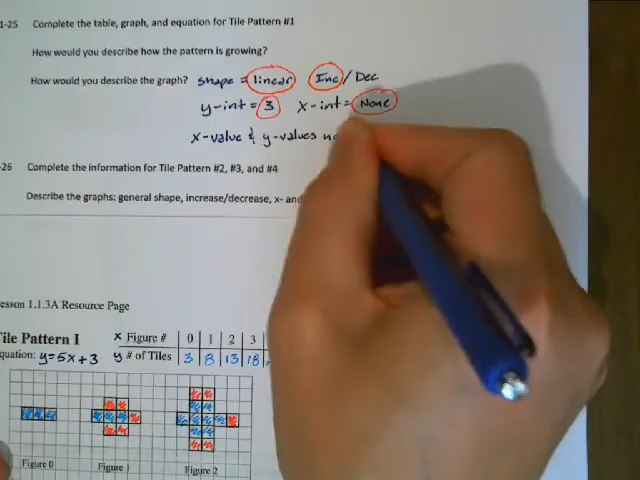 1-25 Complete the table, graph, and equation for Tile Pattern #1
How would you describe how the pattern is growing?
How would you describe the graph? shape = linear Inc / Dec
y-int = 3 x-int = None
x-value & y-values
-26 Complete the information for Tile Pattern #2, #3, and #4
Describe the graphs: general shape, increase/decrease, x- and
esson 1.1.3A Resource Page
Tile Pattern I x Figure # 0 1 2 3
quation: y=5x+3 y # of Tiles 3 8 13 18
Figure 0 Figure 1 Figure 2